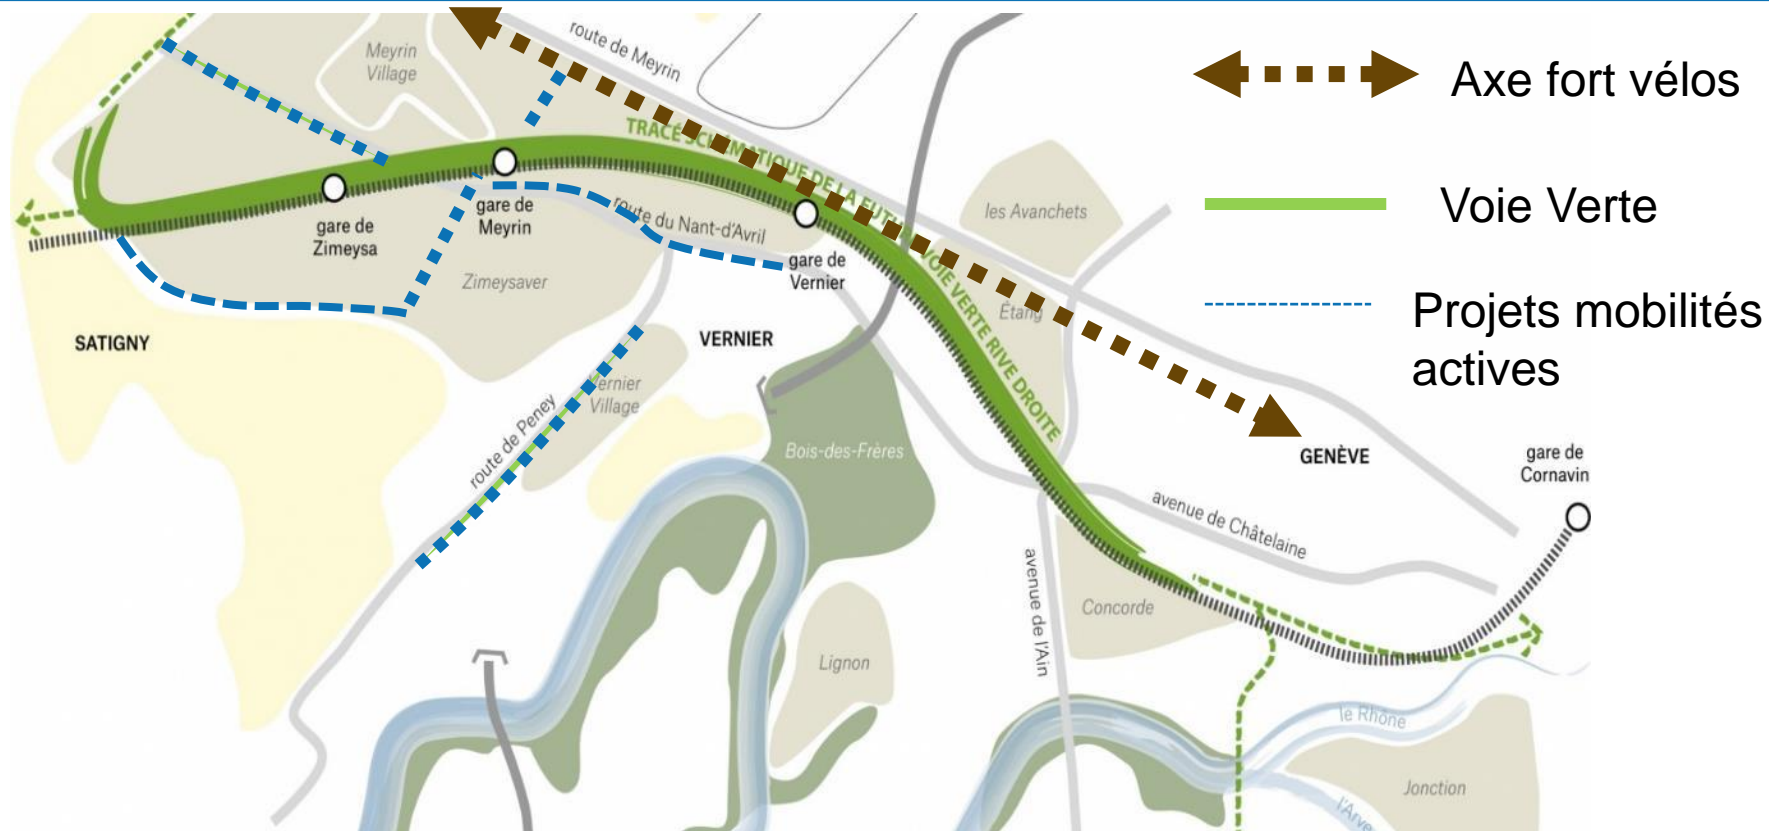 route de Meyrin
Meyrin
Village
Axe fort vélos
TRACÉ SCHÉMATIQUE DE LA FUTURE VOIE VERTE RIVE DROITE
Voie Verte
les Avanchets
gare de
Meyrin
route du Nant-d'Avril
gare de
Zimeysa
gare de
Vernier
Zimeysaver
Étang
Projets mobilités
actives
SATIGNY
VERNIER
Vernier
Village
route de Peney
Bois-des-Frères
GENÈVE
gare de
Cornavin
avenue de Châtelaine
avenue de l'Ain
Concorde
Lignon
le Rhône
Jonction
l'Arve